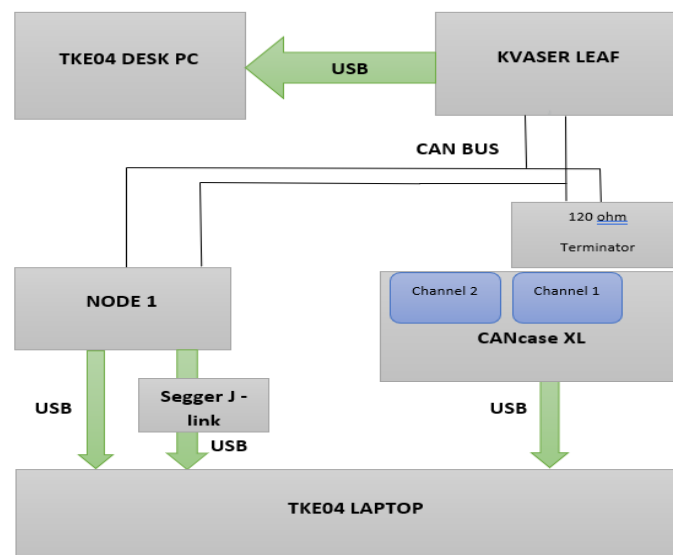 TKE04 DESK PC
USB
KVASER LEAF
CAN BUS
120 ohm
Terminator
NODE 1
Channel 2
Channel 1
CANcase XL
USB
Segger J -
link
USB
USB
TKE04 LAPTOP